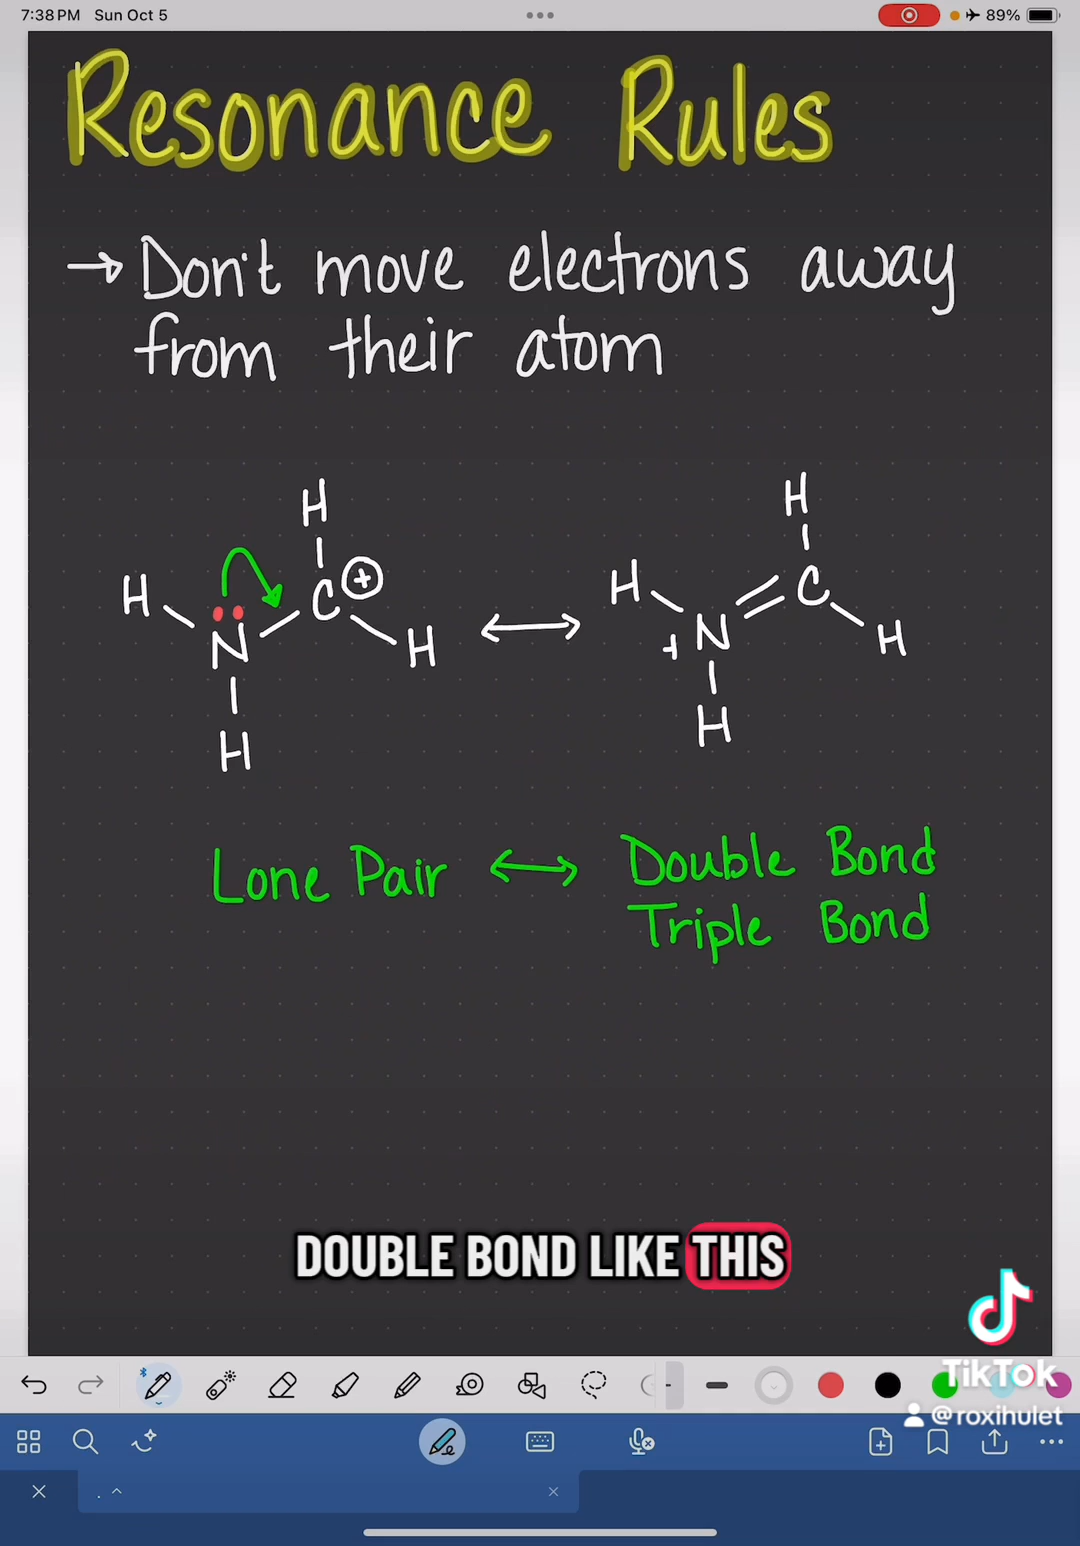 7:38 PM Sun Oct 5
89%
Resonance Rules
→ Don't move electrons away
from their atom
H
H
H
C +
H
N
H
H
N
+
C
H
H
Lone Pair ↔ Double Bond
Triple Bond
DOUBLE BOND LIKE THIS
TikTok
@roxihulet